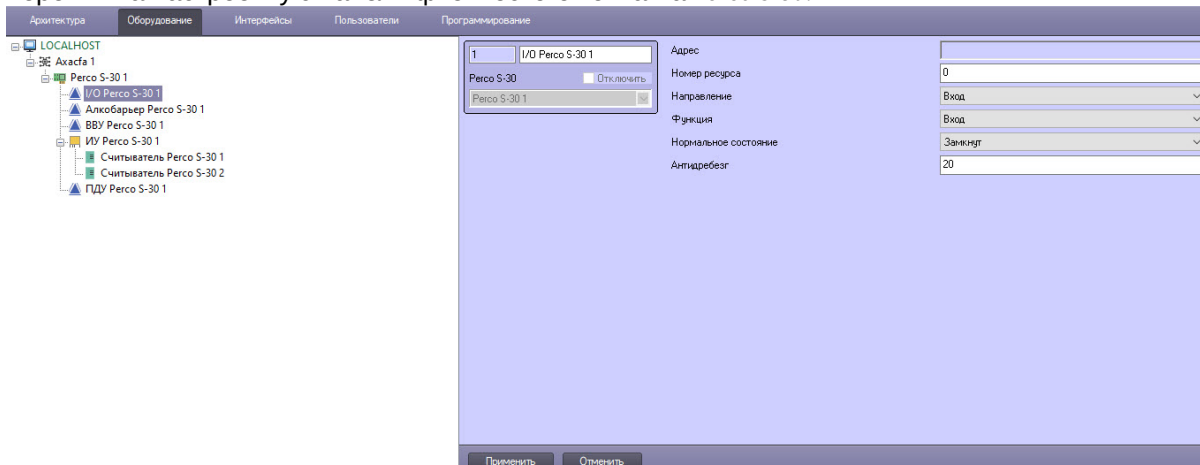 Архитектура
Оборудование
Интерфейсы
Пользователи
Программирование
LOCALHOST
Axacfa 1
Perco S-30 1
I/O Perco S-30 1
Алкобарьер Perco S-30 1
ВВУ Perco S-30 1
ИУ Perco S-30 1
Считыватель Perco S-30 1
Считыватель Perco S-30 2
ПДУ Perco S-30 1
1
I/O Perco S-30 1
Perco S-30
Отключить
Perco S-30 1
Адрес
Номер ресурса
0
Направление
Вход
Функция
Вход
Нормальное состояние
Замкнут
Антидребезг
20
Применить
Отменить